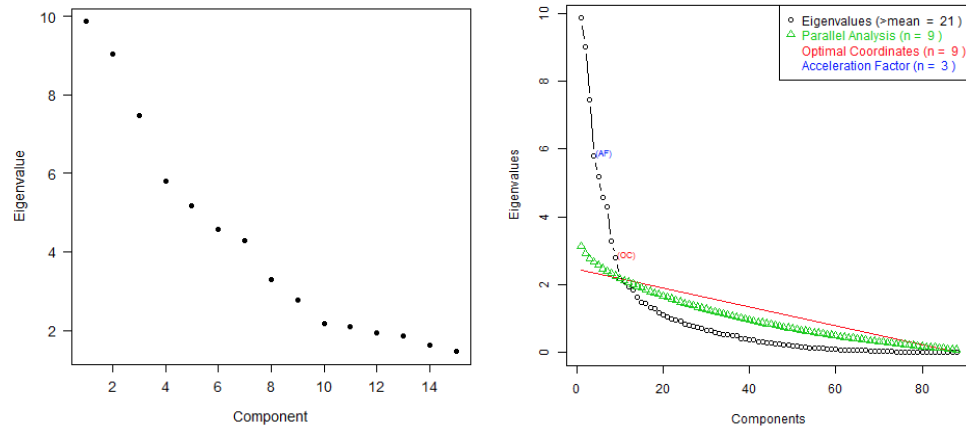 10
8
6
4
2
Eigenvalue
2
4
6
8
10
12
14
Component
Eigenvalues (>mean = 21 )
Parallel Analysis (n = 9 )
Optimal Coordinates (n = 9 )
Acceleration Factor (n = 3 )
10
8
6
4
2
0
Eigenvalues
(AF)
(OC)
0
20
40
60
80
Components